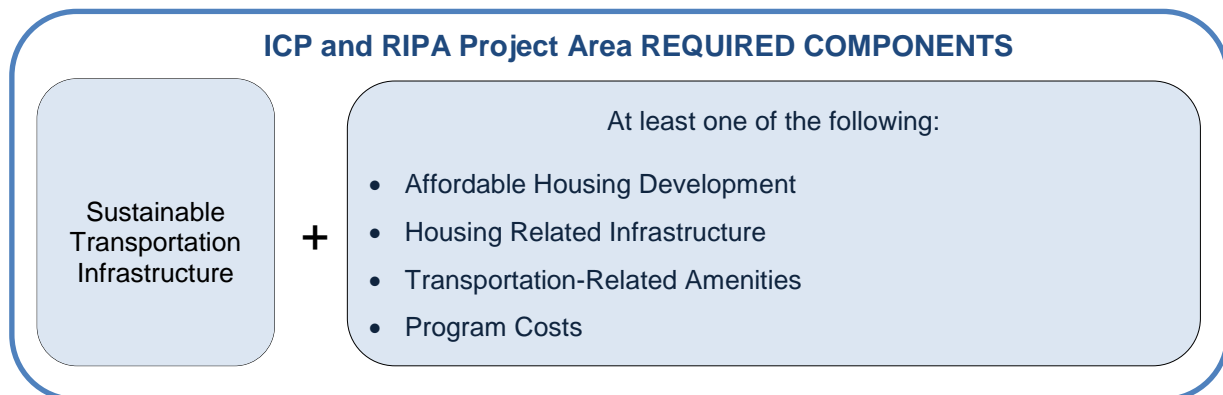 ICP and RIPA Project Area REQUIRED COMPONENTS
Sustainable
Transportation
Infrastructure
+
At least one of the following:
• Affordable Housing Development
• Housing Related Infrastructure
• Transportation-Related Amenities
• Program Costs